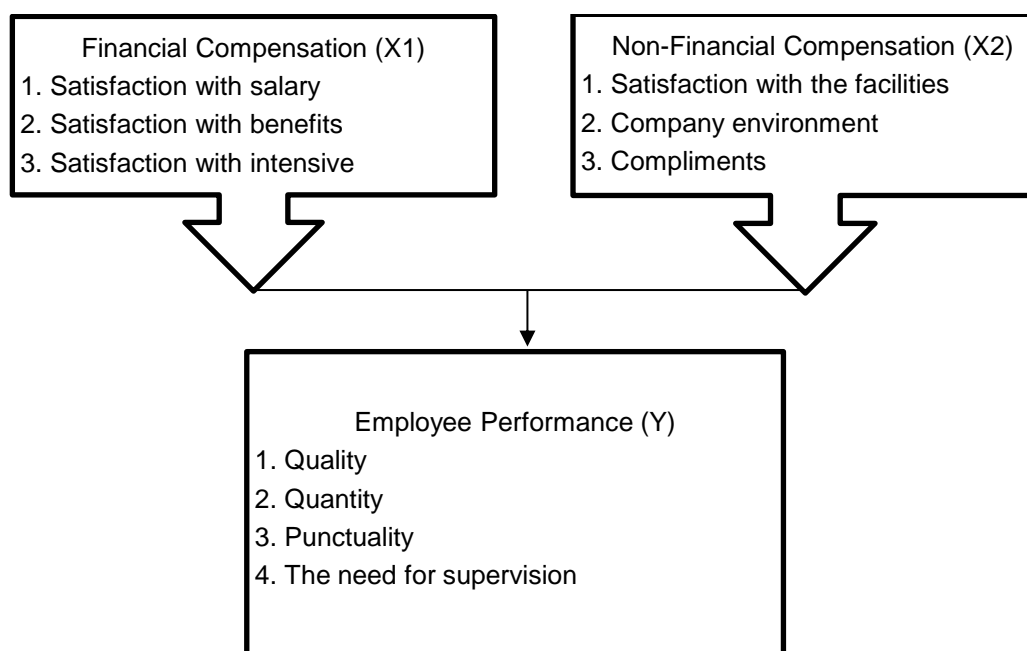 Financial Compensation (X1)
1. Satisfaction with salary
2. Satisfaction with benefits
3. Satisfaction with intensive
Non-Financial Compensation (X2)
1. Satisfaction with the facilities
2. Company environment
3. Compliments
Employee Performance (Y)
1. Quality
2. Quantity
3. Punctuality
4. The need for supervision